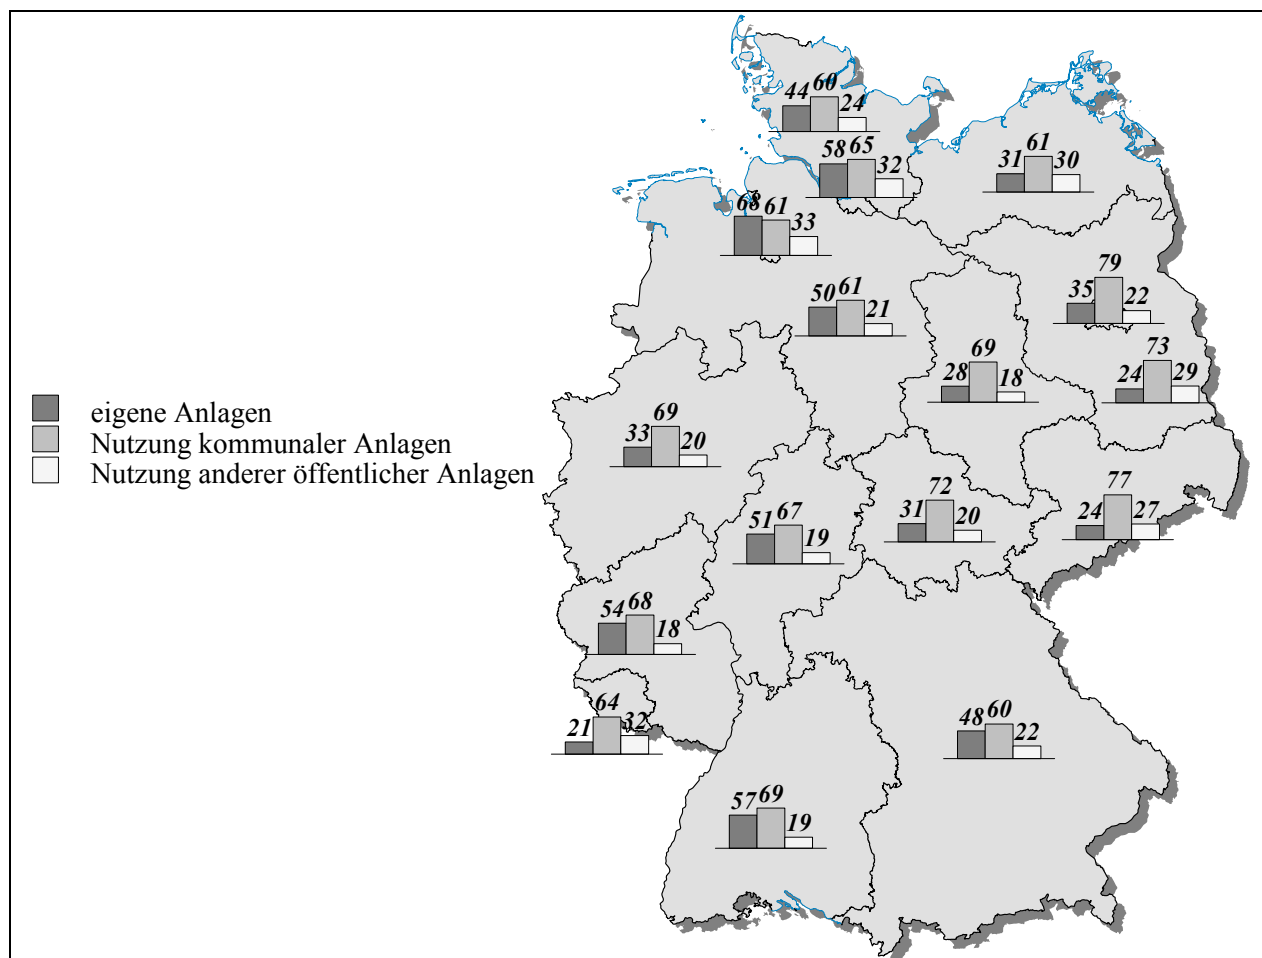 44 60 24
58 65 32
31 61 30
68 61 33
50 61 21
35 79 22
28 69 18
24 73 29
eigene Anlagen
Nutzung kommunaler Anlagen
Nutzung anderer öffentlicher Anlagen
33 69 20
31 72 20
24 77 27
51 67 19
54 68 18
21 64 32
48 60 22
57 69 19